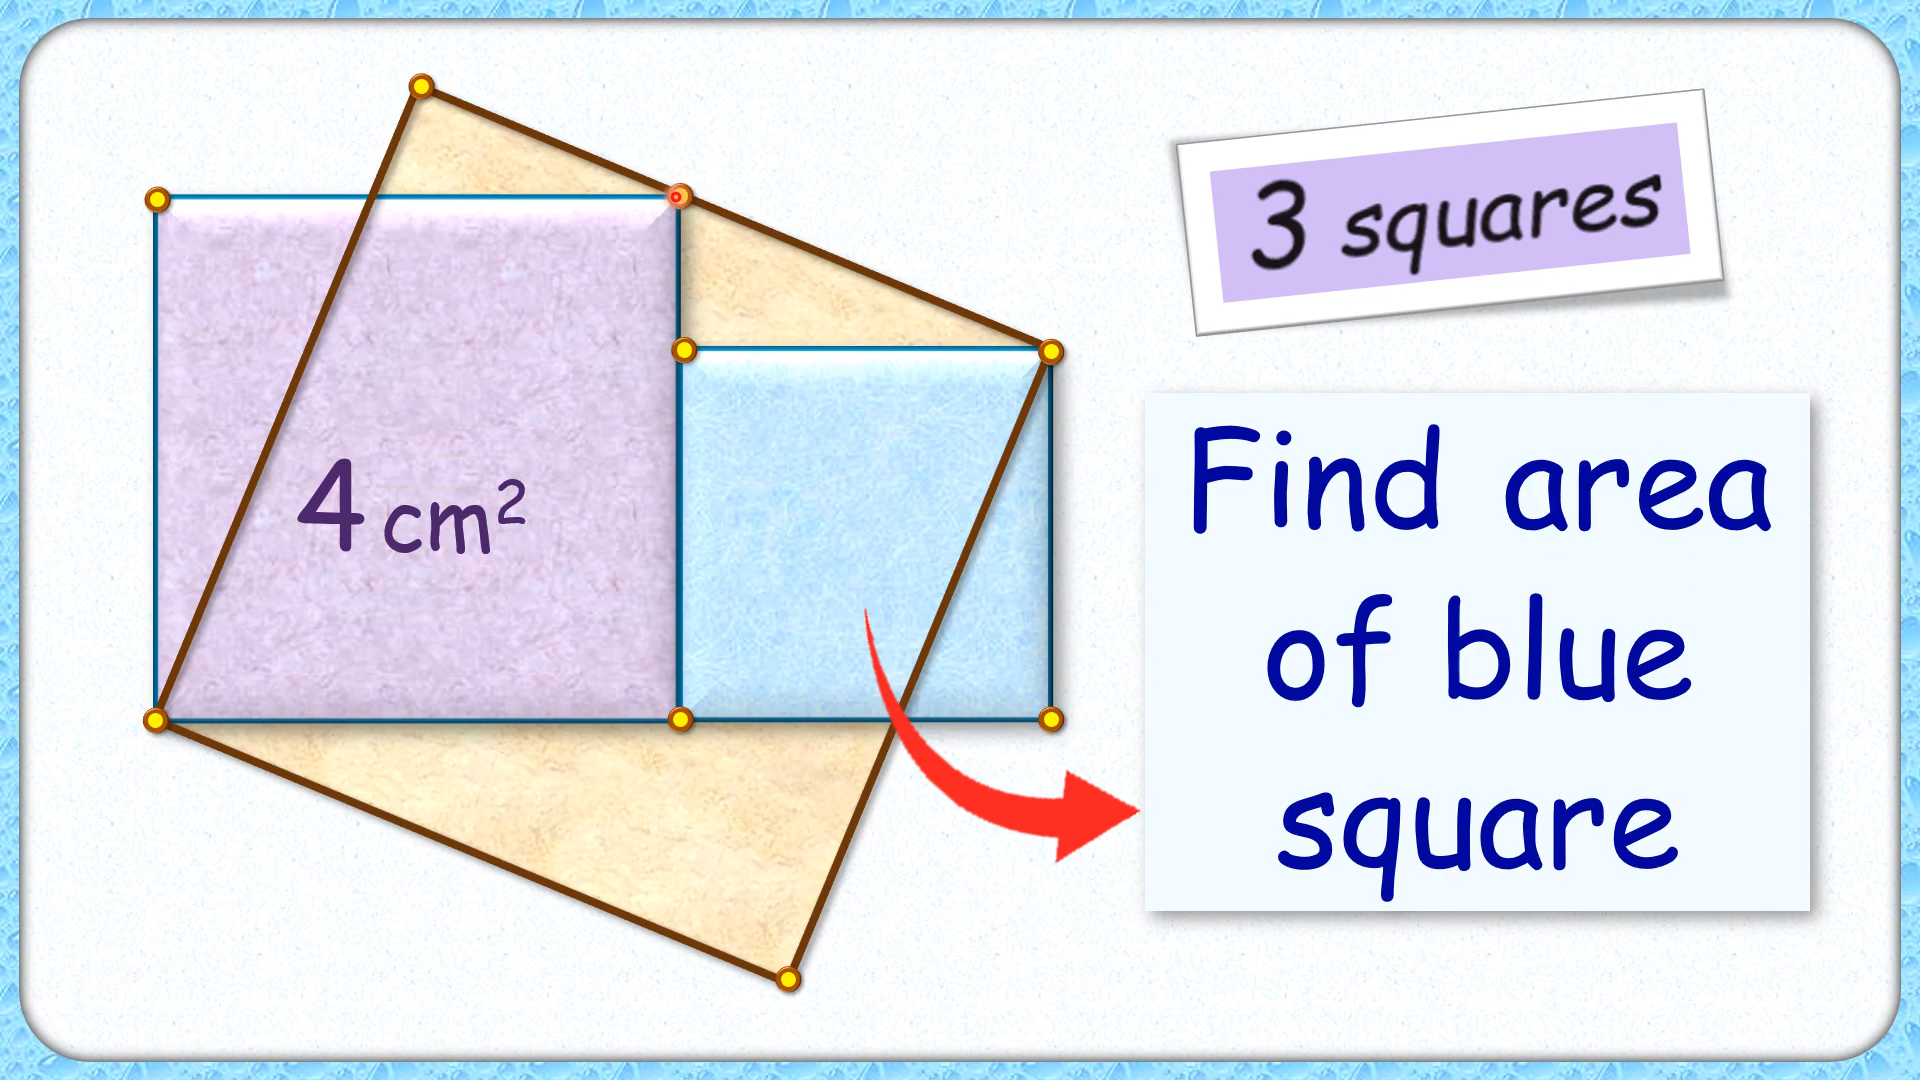 3 squares
4 cm²
Find area
of blue
square